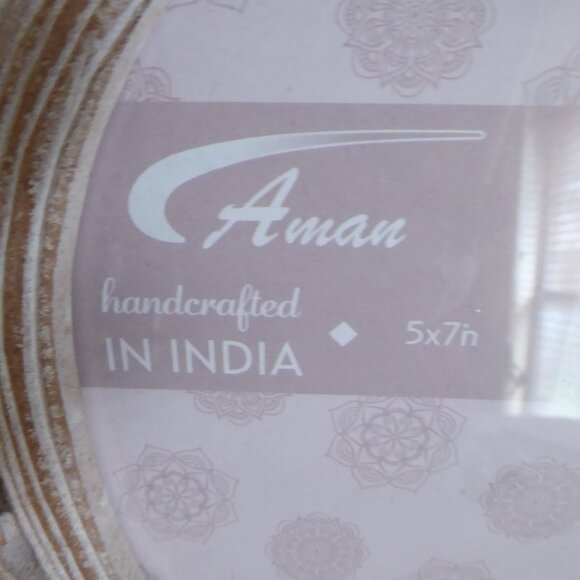 Aman
handcrafted
IN INDIA
5x7in